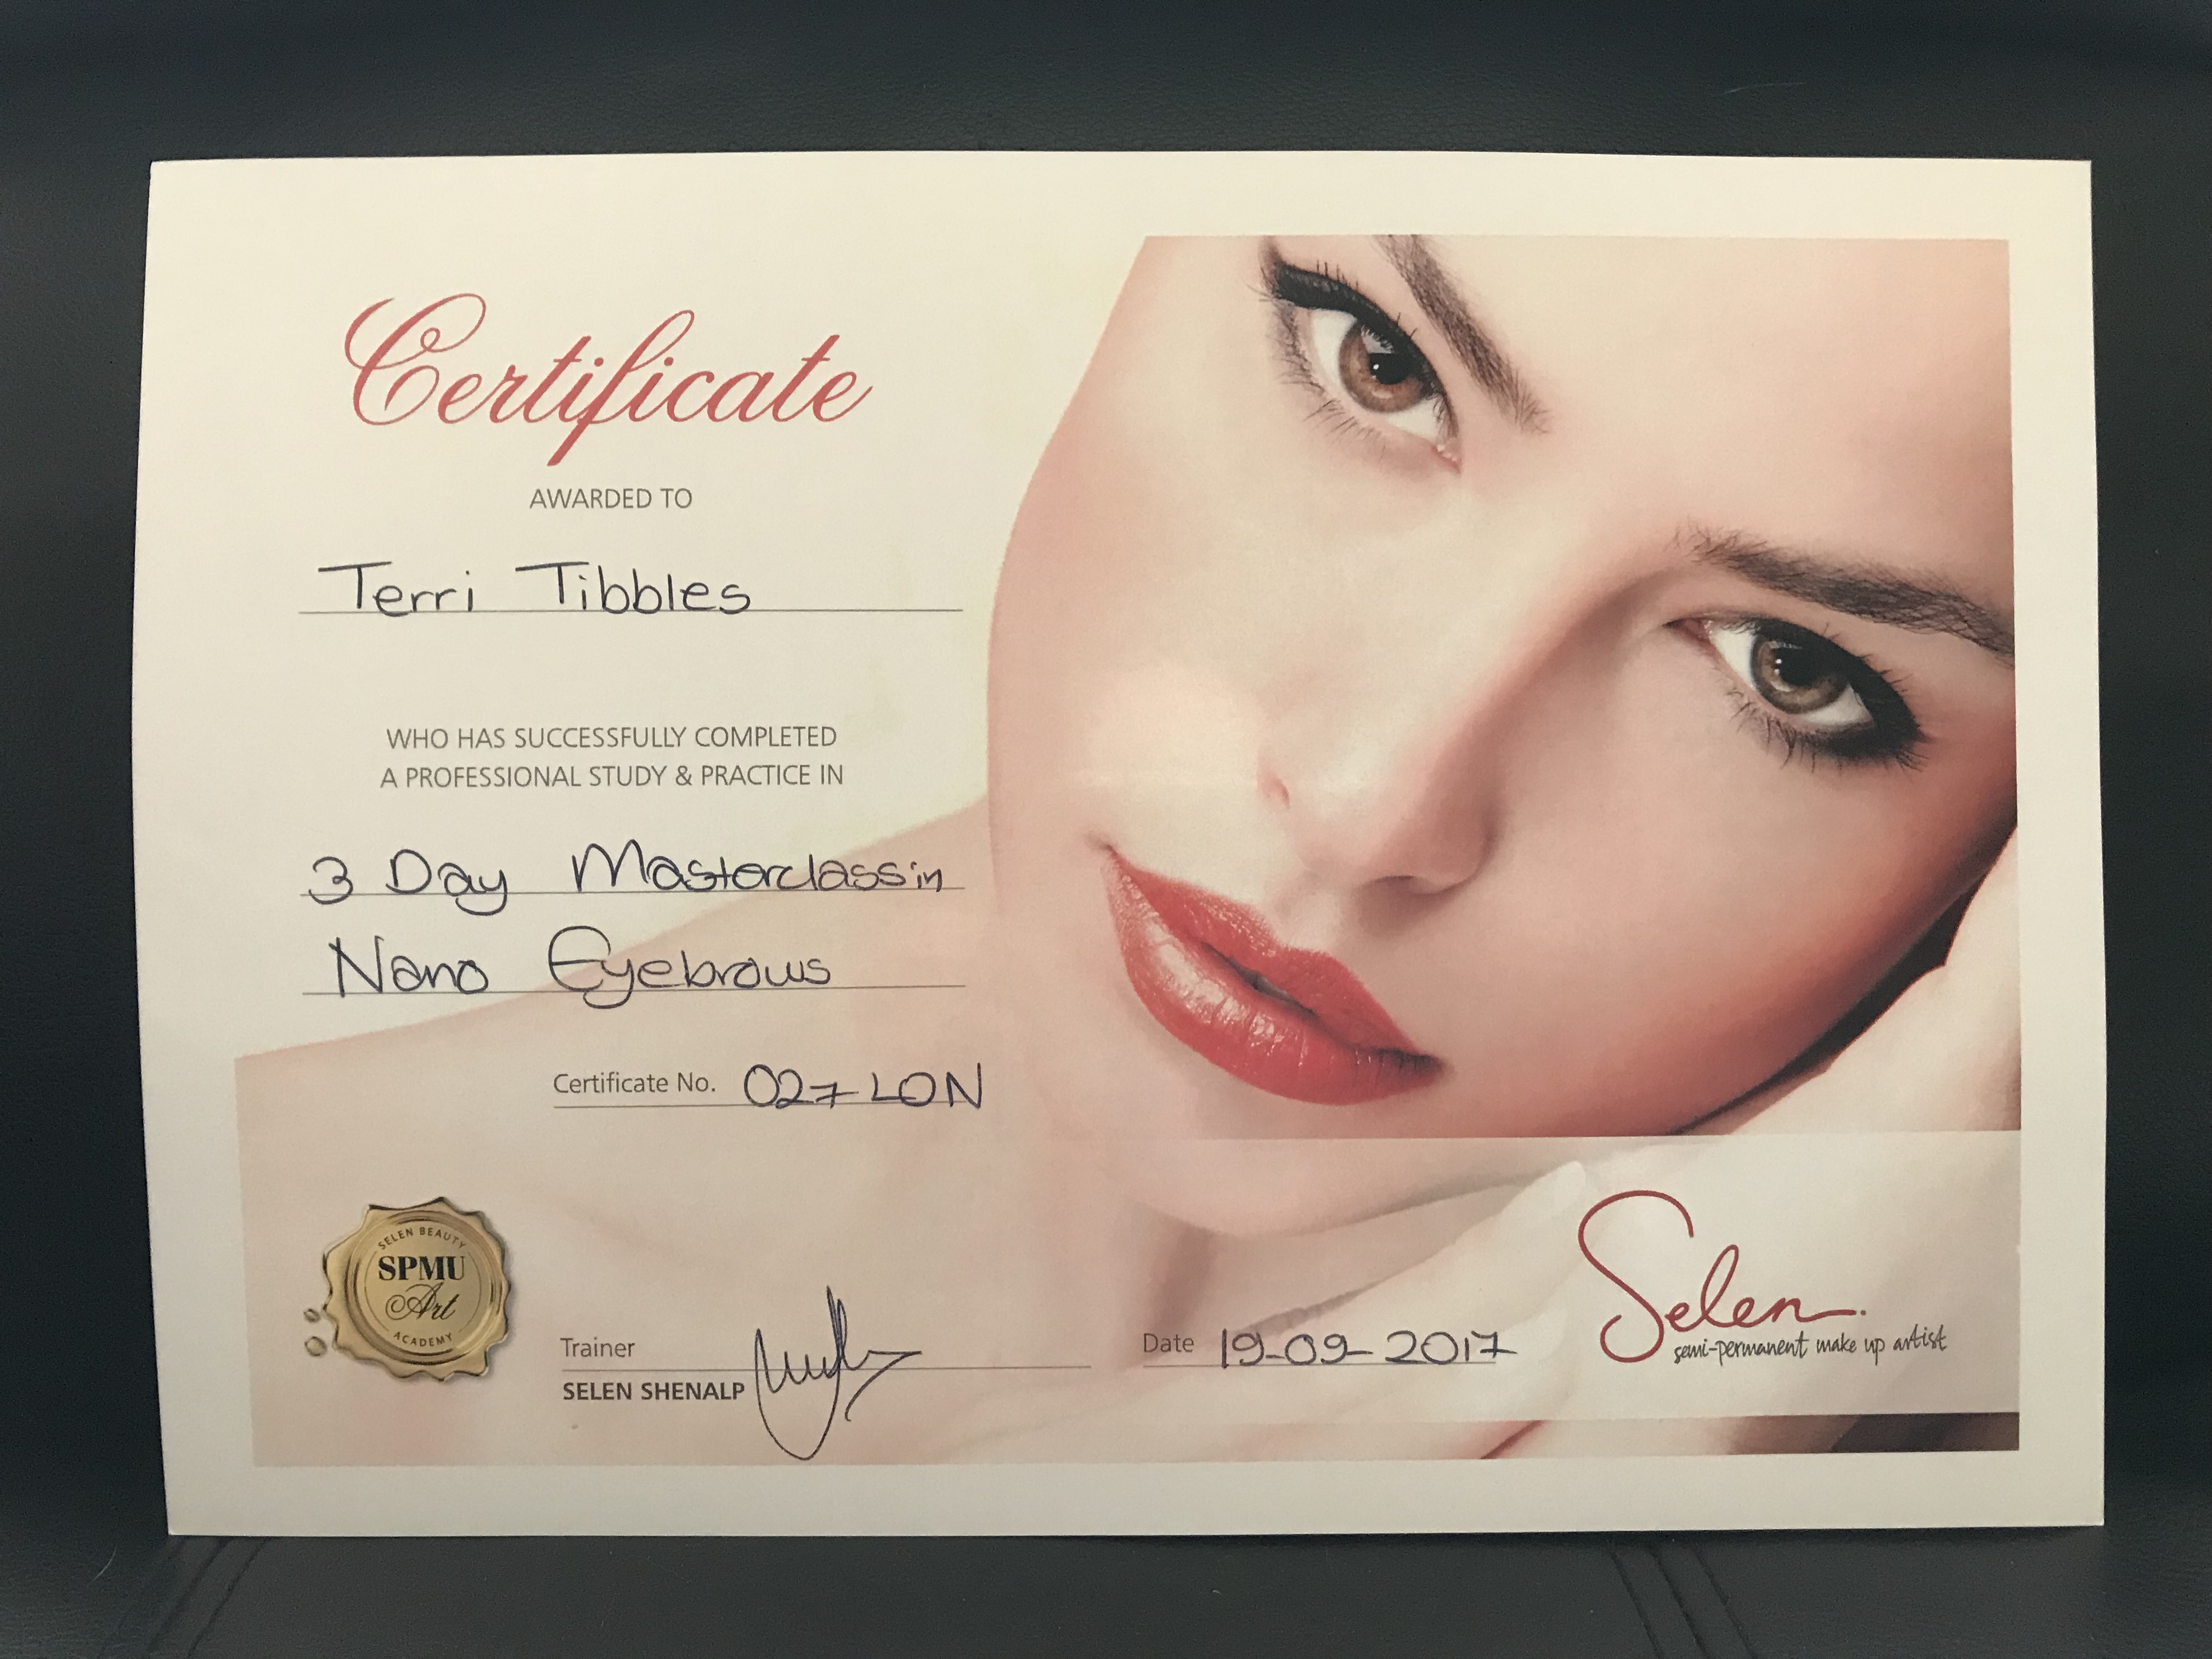 Certificate
AWARDED TO
Terri Tibbles
WHO HAS SUCCESSFULLY COMPLETED
A PROFESSIONAL STUDY & PRACTICE IN
3 Day Masterclass in
Nano Eyebrows
Certificate No. 027 LON
SELEN BEAUTY
SPMU
Art
ACADEMY
Trainer
SELEN SHENALP
Date 19-09-2017
Selen
semi-permanent make up artist